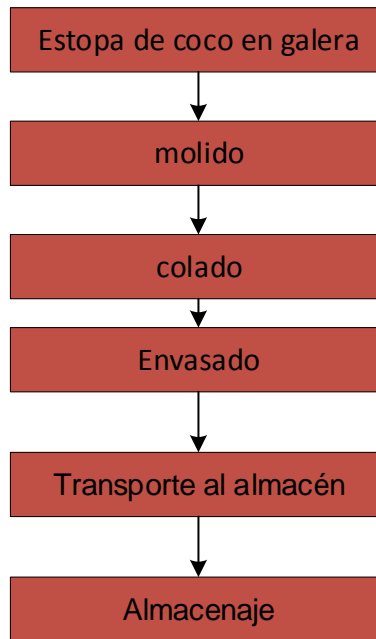 Estopa de coco en galera
molido
colado
Envasado
Transporte al almacén
Almacenaje